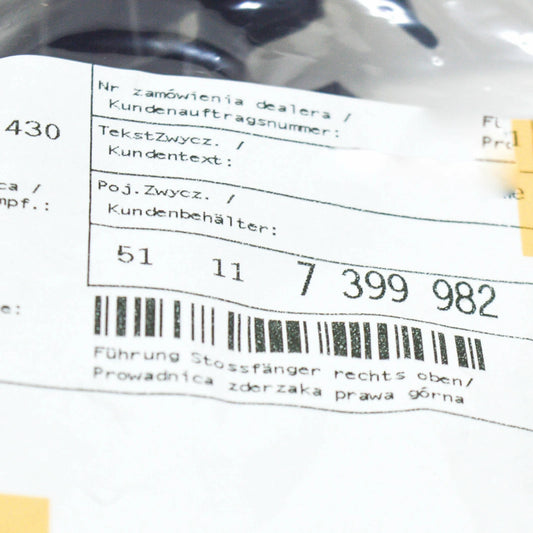 Nr zamówienia dealera /
Kundenauftragsnummer:
430
TekstZwycz. /
Kundentext:
Poj.Zwycz. /
Kundenbehälter:
51 11 7 399 982
Führung Stossfänger rechts oben/
Prowadnica zderzaka prawa górna